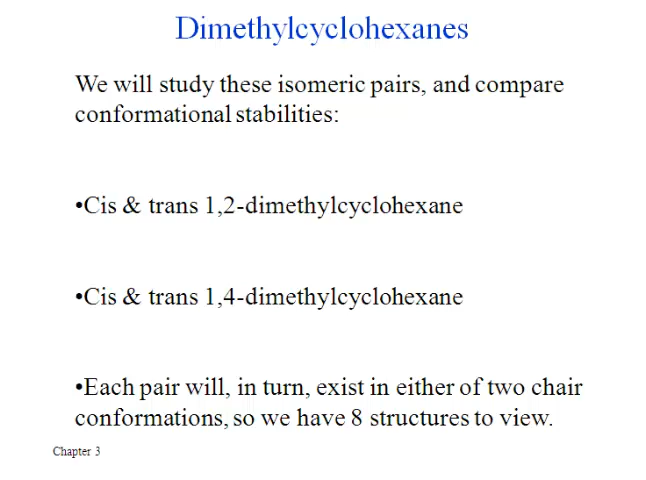 Dimethylcyclohexanes
We will study these isomeric pairs, and compare
conformational stabilities:
•Cis & trans 1,2-dimethylcyclohexane
•Cis & trans 1,4-dimethylcyclohexane
•Each pair will, in turn, exist in either of two chair
conformations, so we have 8 structures to view.
Chapter 3